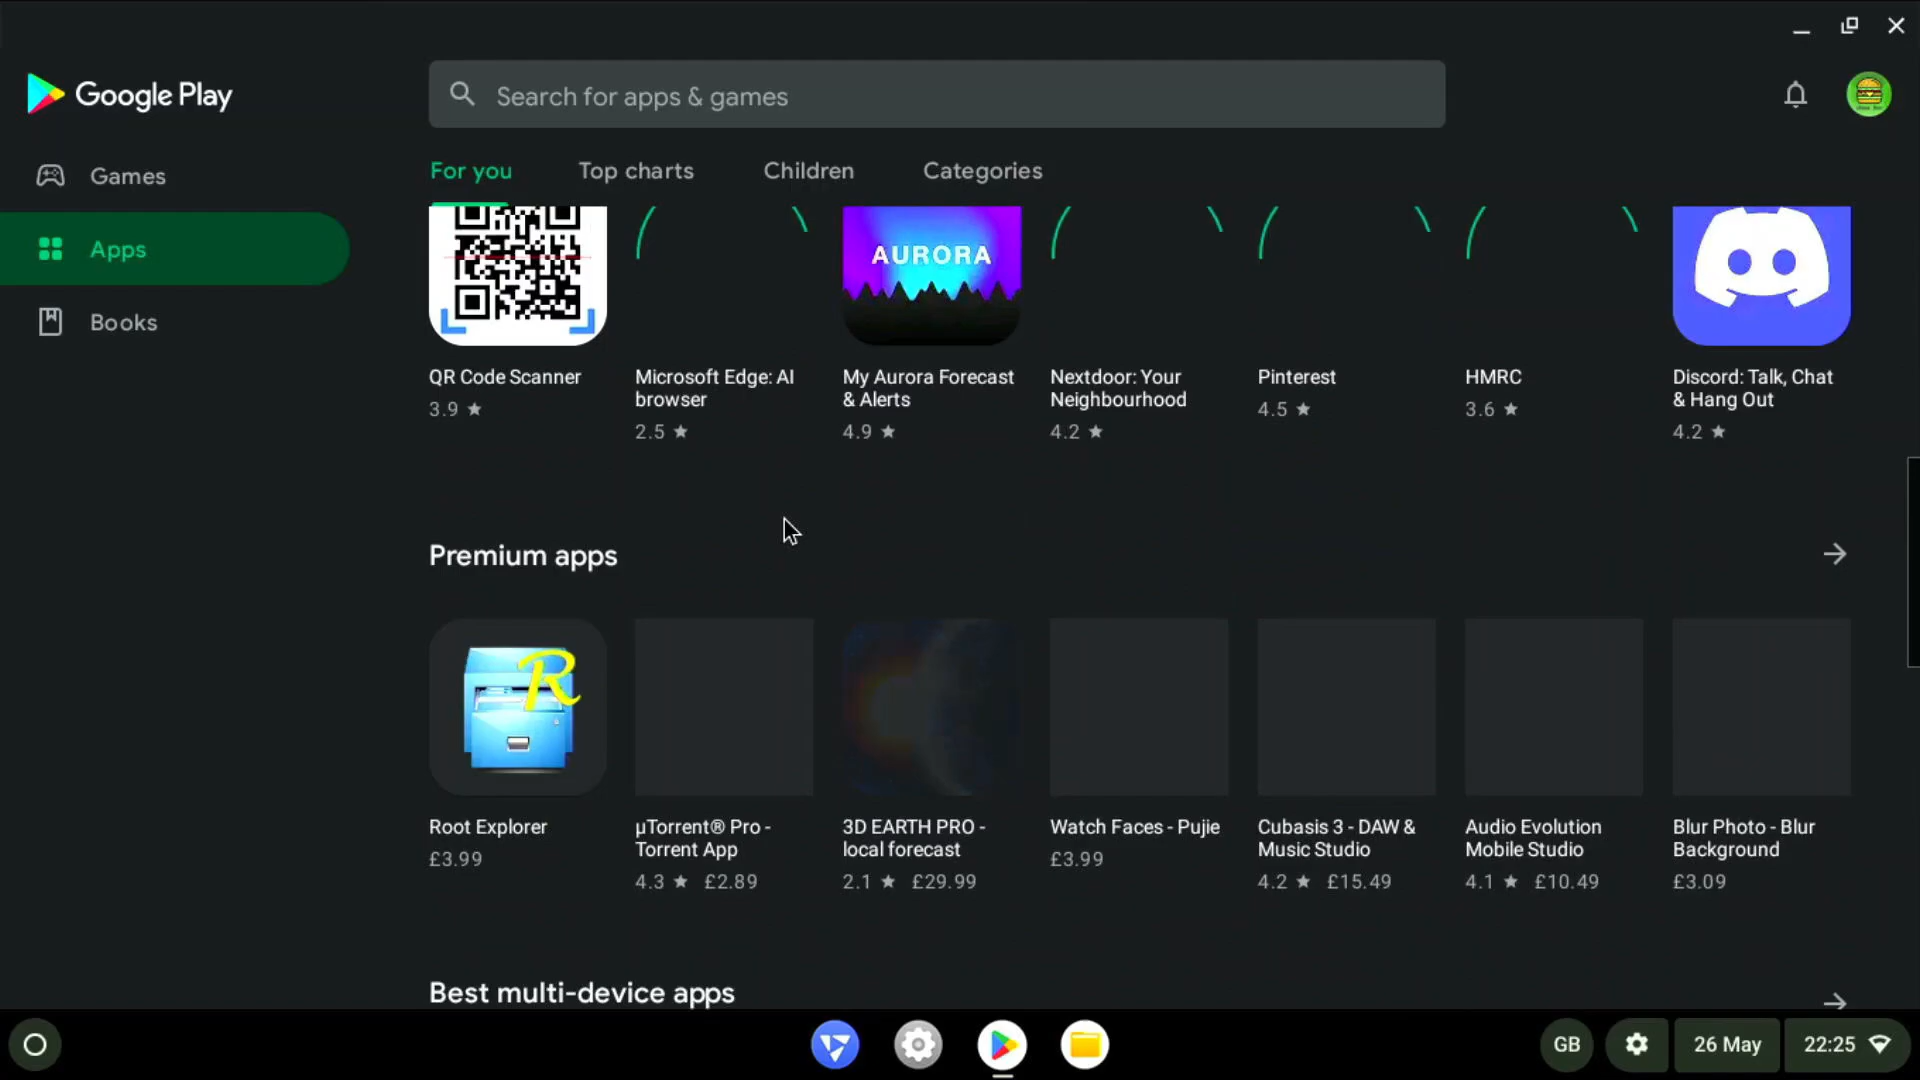 Google Play
Search for apps & games
Games
For you
Top charts
Children
Categories
Apps
Books
AURORA
QR Code Scanner
3.9 ★
Microsoft Edge: AI
browser
2.5 ★
My Aurora Forecast
& Alerts
4.9 ★
Nextdoor: Your
Neighbourhood
4.2 ★
Pinterest
4.5 ★
HMRC
3.6 ★
Discord: Talk, Chat
& Hang Out
4.2 ★
Premium apps
R
Root Explorer
£3.99
µTorrent® Pro -
Torrent App
4.3 ★ £2.89
3D EARTH PRO -
local forecast
2.1 ★ £29.99
Watch Faces - Pujie
£3.99
Cubasis 3 - DAW &
Music Studio
4.2 ★ £15.49
Audio Evolution
Mobile Studio
4.1 ★ £10.49
Blur Photo - Blur
Background
£3.09
Best multi-device apps
GB
26 May
22:25